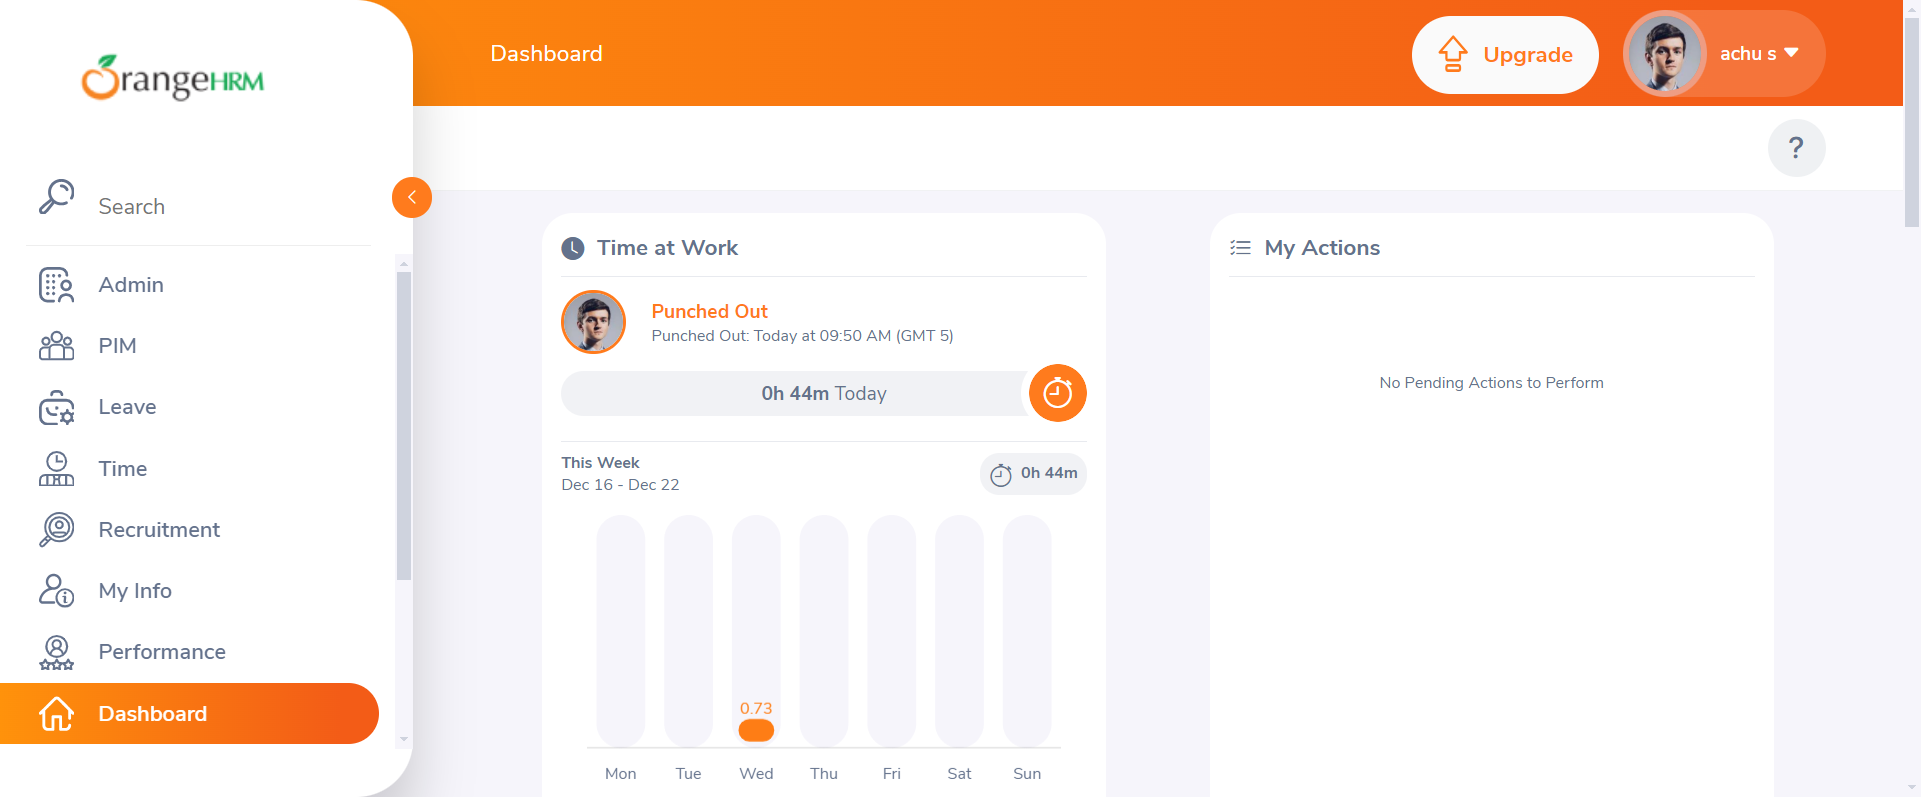 OrangeHRM
Search
Admin
PIM
Leave
Time
Recruitment
My Info
Performance
Dashboard
Dashboard
Upgrade
achu s
?
Time at Work
Punched Out
Punched Out: Today at 09:50 AM (GMT 5)
0h 44m Today
This Week
Dec 16 - Dec 22
0h 44m
0.73
Mon Tue Wed Thu Fri Sat Sun
My Actions
No Pending Actions to Perform